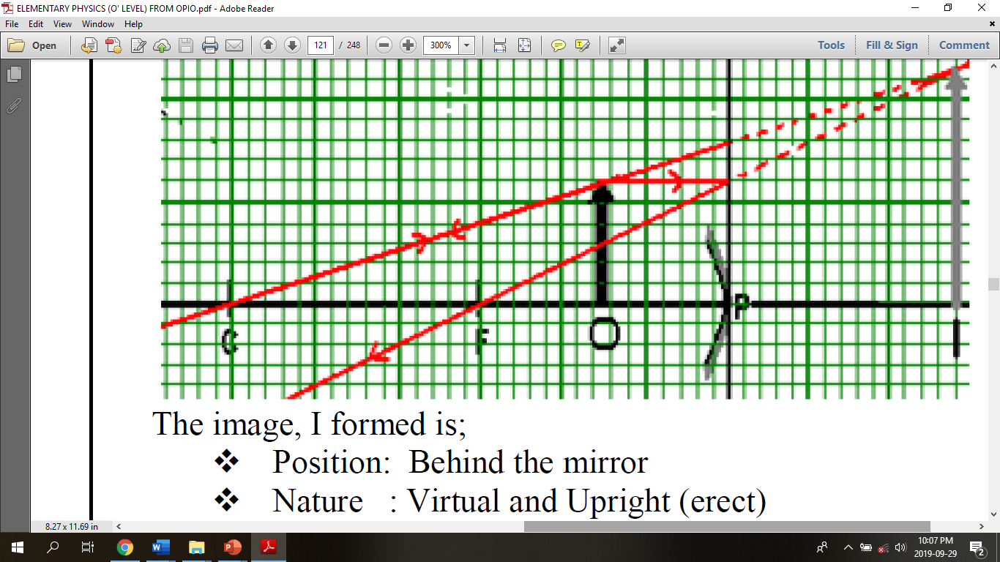 ELEMENTARY PHYSICS (O' LEVEL) FROM OPIO.pdf - Adobe Reader
File Edit View Window Help
Open 121 / 248 300% Tools Fill & Sign Comment
P
C F O I
The image, I formed is;
❖ Position: Behind the mirror
❖ Nature : Virtual and Upright (erect)
8.27 x 11.69 in
10:07 PM
2019-09-29
2